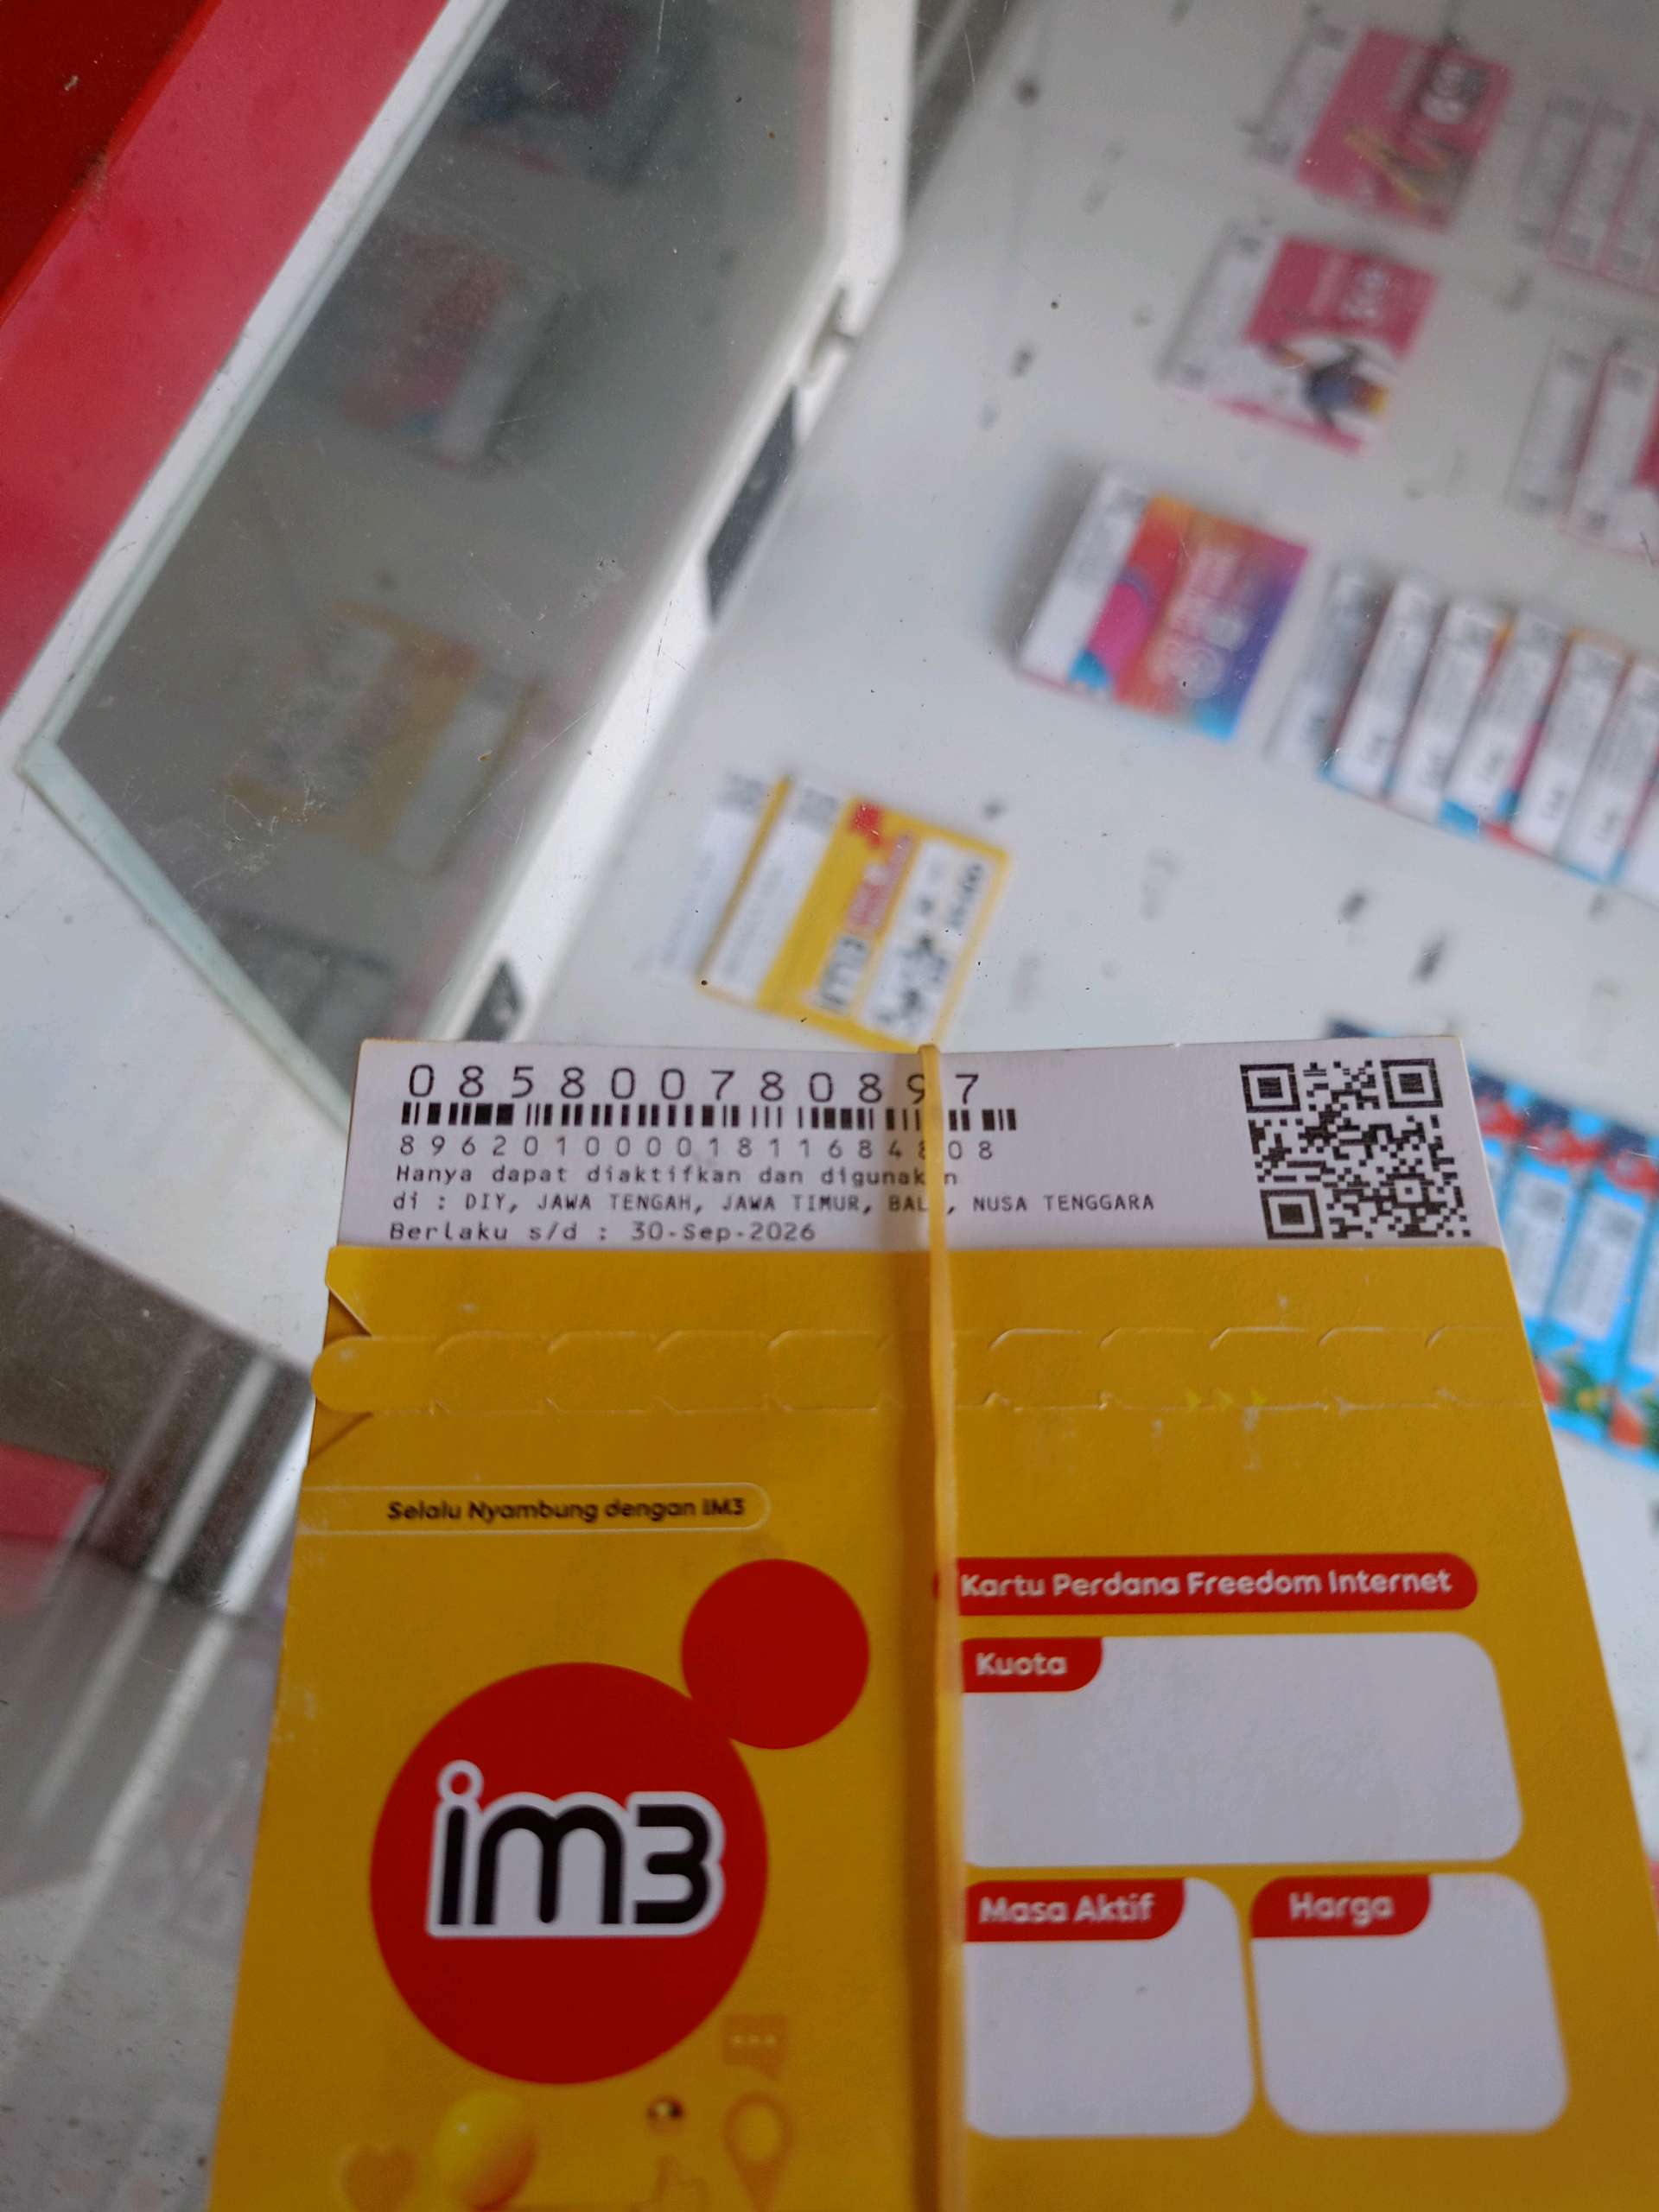 085800780897
Hanya dapat diaktifkan dan digunakan
di : DIY, JAWA TENGAH, JAWA TIMUR, BALI, NUSA TENGGARA
Berlaku s/d : 30-Sep-2026
Selalu Nyambung dengan IM3
Kartu Perdana Freedom Internet
Kuota
im3
Masa Aktif
Harga